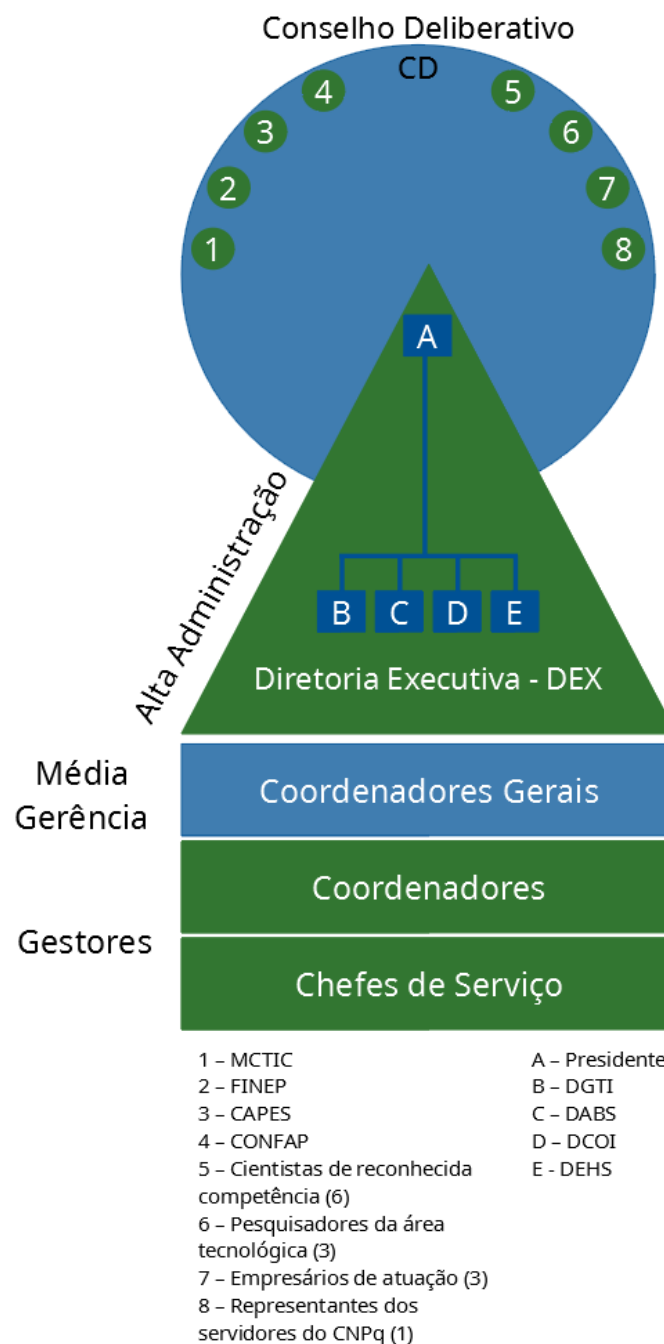 Conselho Deliberativo
CD
4
5
3
6
2
7
1
8
A
Alta Administração
B
C
D
E
Diretoria Executiva - DEX
Média
Gerência
Coordenadores Gerais
Coordenadores
Gestores
Chefes de Serviço
1 – MCTIC
2 – FINEP
3 – CAPES
4 – CONFAP
5 – Cientistas de reconhecida
competência (6)
6 – Pesquisadores da área
tecnológica (3)
7 – Empresários de atuação (3)
8 – Representantes dos
servidores do CNPq (1)
A – Presidente
B – DGTI
C – DABS
D – DCOI
E - DEHS